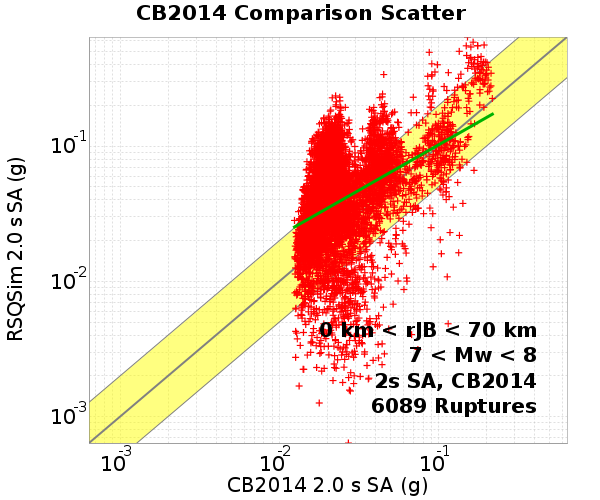 CB2014 Comparison Scatter
RSQSim 2.0 s SA (g)
10-1
10-2
10-3
0 km < rJB < 70 km
7 < Mw < 8
2s SA, CB2014
6089 Ruptures
10-3 10-2 10-1
CB2014 2.0 s SA (g)